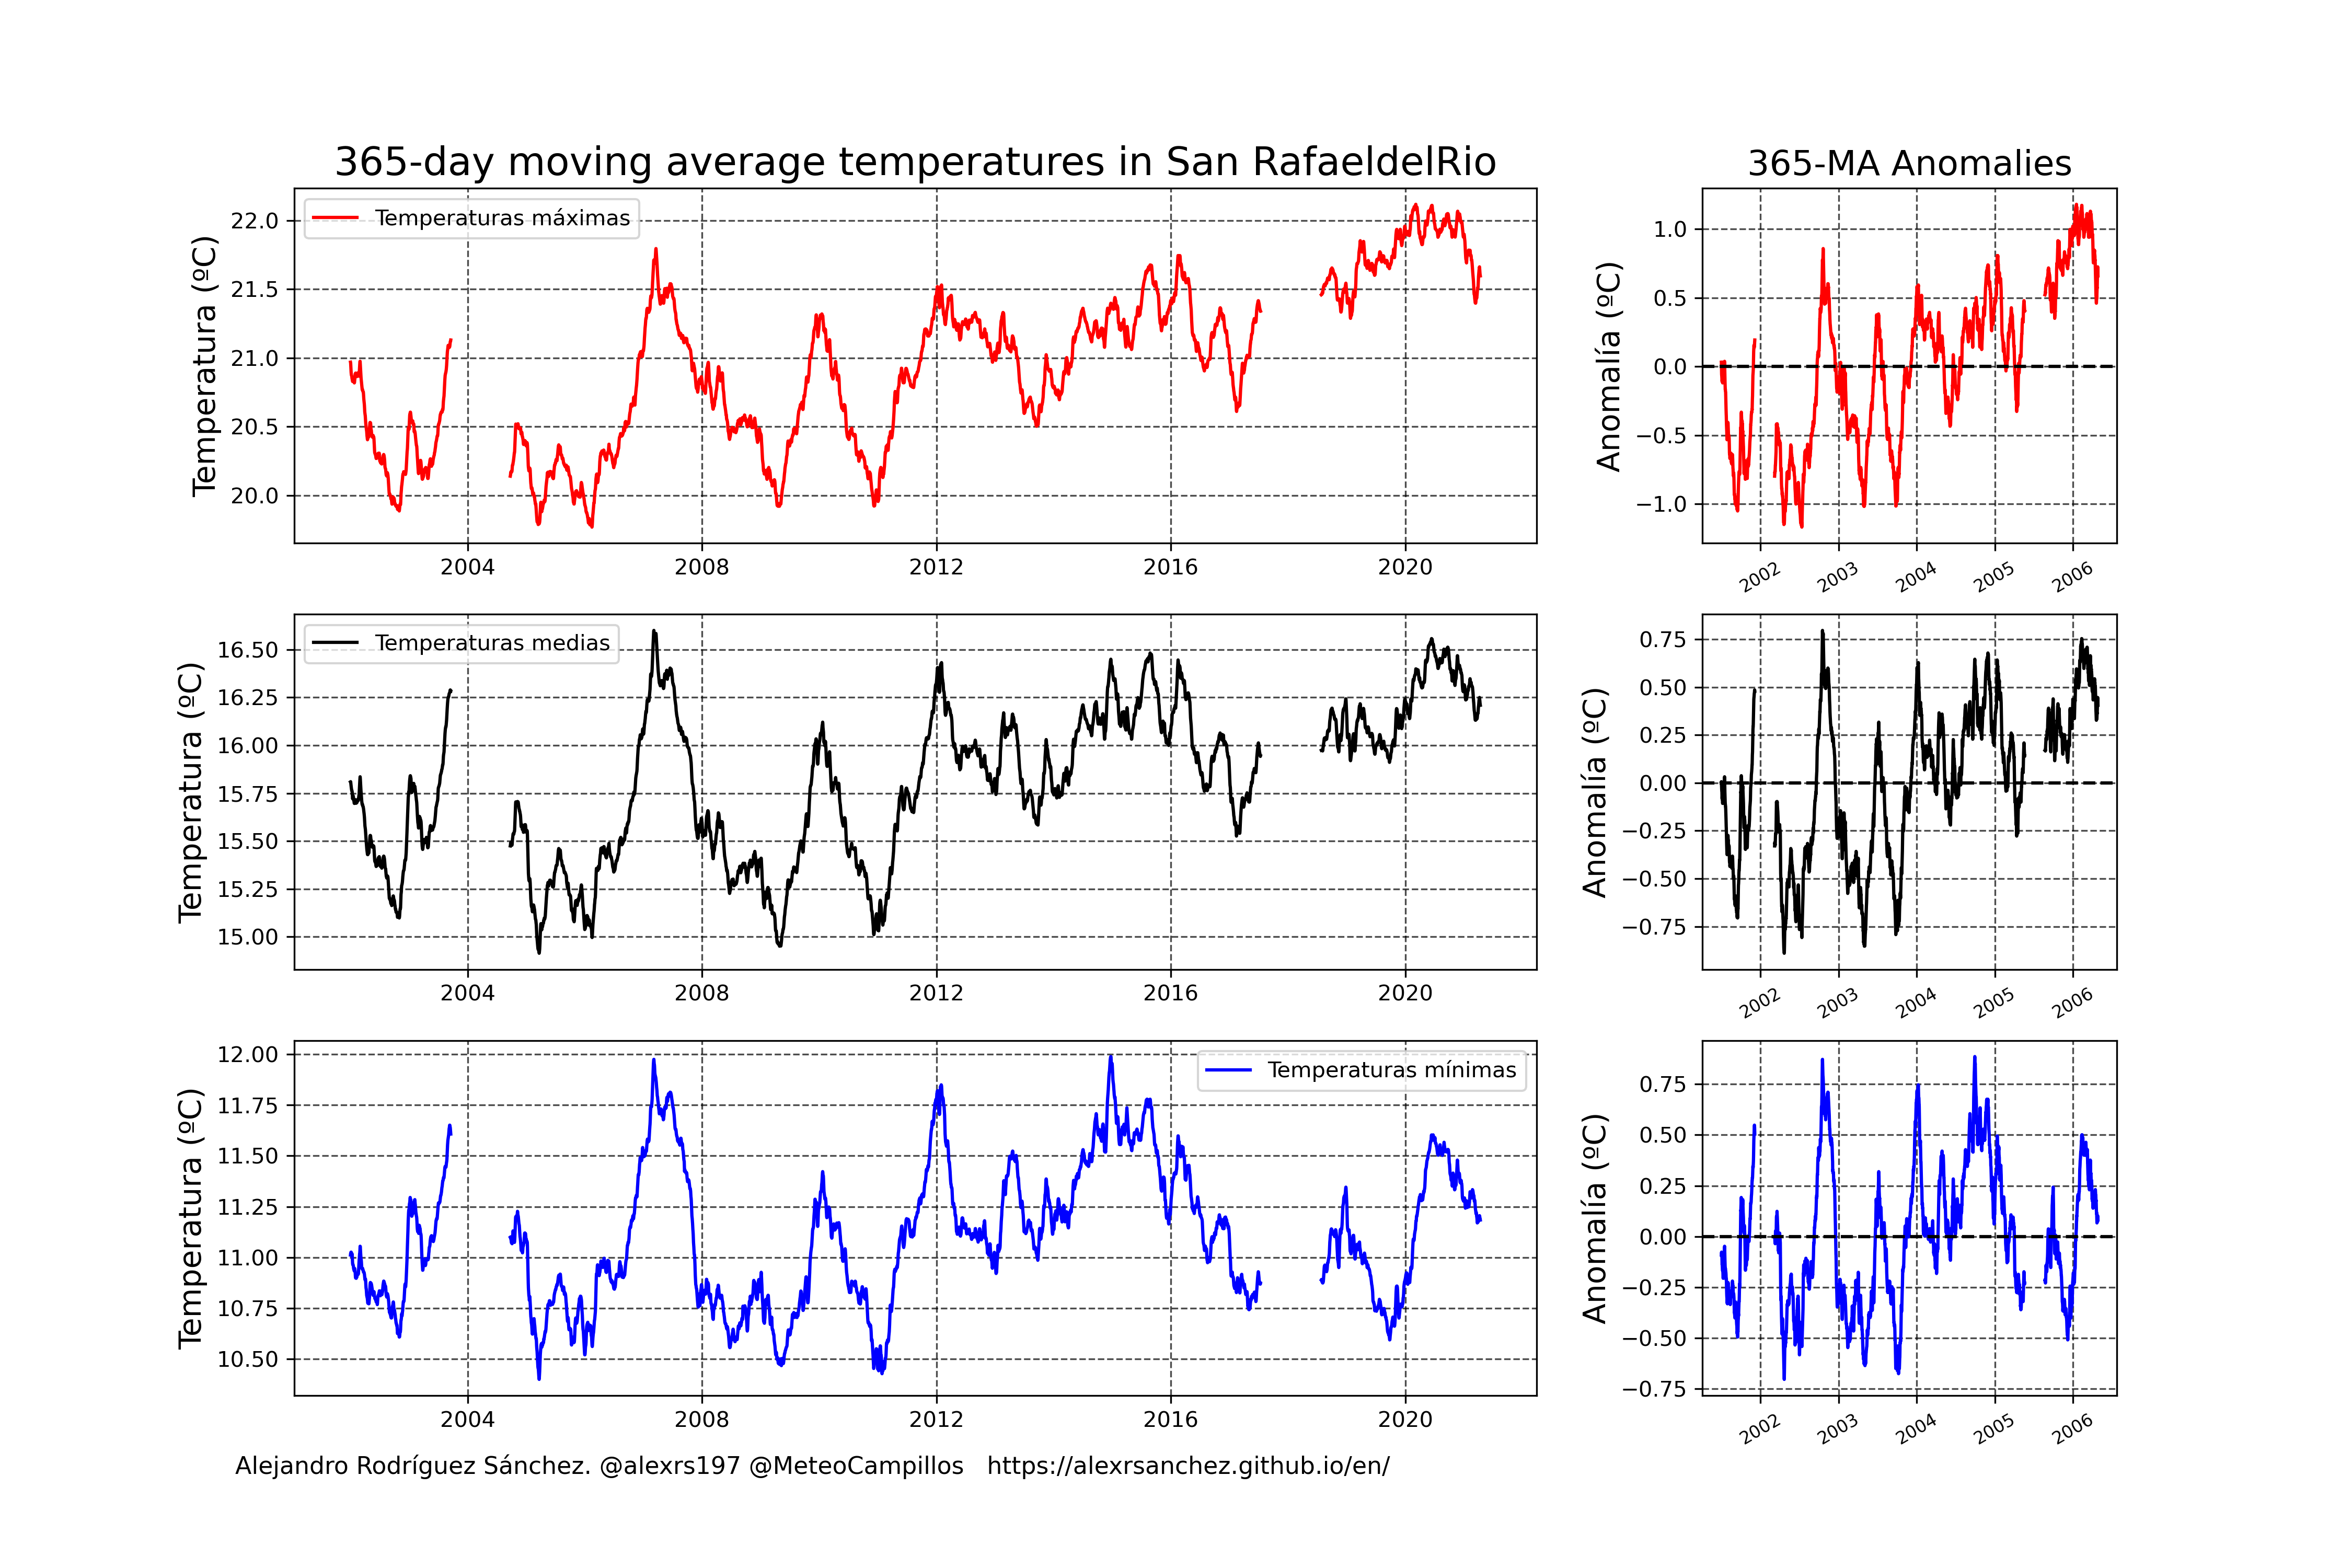 365-day moving average temperatures in San RafaeldelRio
365-MA Anomalies
Temperatura (ºC)
22.0
21.5
21.0
20.5
20.0
Temperaturas máximas
2004 2008 2012 2016 2020
Anomalía (ºC)
1.0
0.5
0.0
−0.5
−1.0
2002 2003 2004 2005 2006
Temperatura (ºC)
16.50
16.25
16.00
15.75
15.50
15.25
15.00
Temperaturas medias
2004 2008 2012 2016 2020
Anomalía (ºC)
0.75
0.50
0.25
0.00
−0.25
−0.50
−0.75
2002 2003 2004 2005 2006
Temperatura (ºC)
12.00
11.75
11.50
11.25
11.00
10.75
10.50
Temperaturas mínimas
2004 2008 2012 2016 2020
Anomalía (ºC)
0.75
0.50
0.25
0.00
−0.25
−0.50
−0.75
2002 2003 2004 2005 2006
Alejandro Rodríguez Sánchez. @alexrs197 @MeteoCampillos https://alexrsanchez.github.io/en/